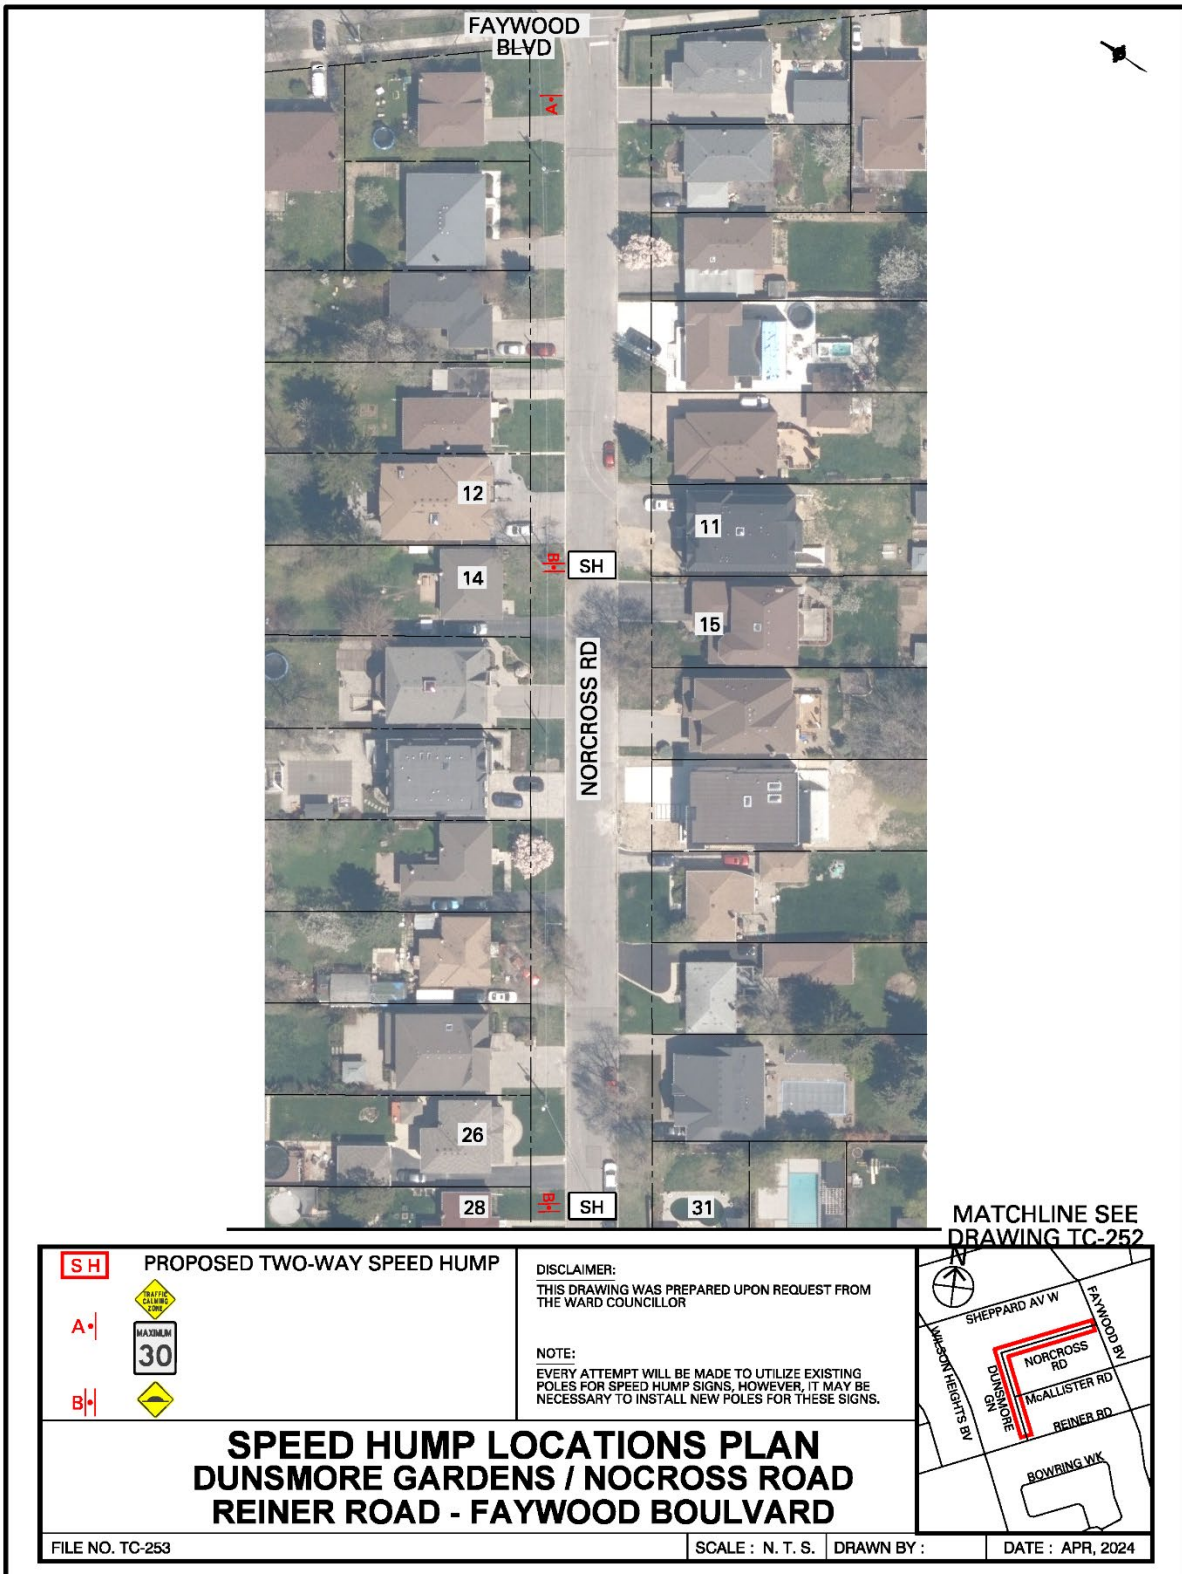 FAYWOOD
BLVD
A
12
11
B
SH
14
15
NORCROSS RD
26
28
B
SH
31
MATCHLINE SEE
DRAWING TC-252
SH
PROPOSED TWO-WAY SPEED HUMP
TRAFFIC
CALMING
ZONE
A
MAXIMUM
30
B
DISCLAIMER:
THIS DRAWING WAS PREPARED UPON REQUEST FROM
THE WARD COUNCILLOR
NOTE:
EVERY ATTEMPT WILL BE MADE TO UTILIZE EXISTING
POLES FOR SPEED HUMP SIGNS, HOWEVER, IT MAY BE
NECESSARY TO INSTALL NEW POLES FOR THESE SIGNS.
N
SHEPPARD AV W
FAYWOOD BV
WILSON HEIGHTS BV
NORCROSS
RD
DUNSMORE
GN
McALLISTER RD
REINER RD
BOWRING WK
SPEED HUMP LOCATIONS PLAN
DUNSMORE GARDENS / NOCROSS ROAD
REINER ROAD - FAYWOOD BOULVARD
FILE NO. TC-253
SCALE : N. T. S.
DRAWN BY :
DATE : APR, 2024